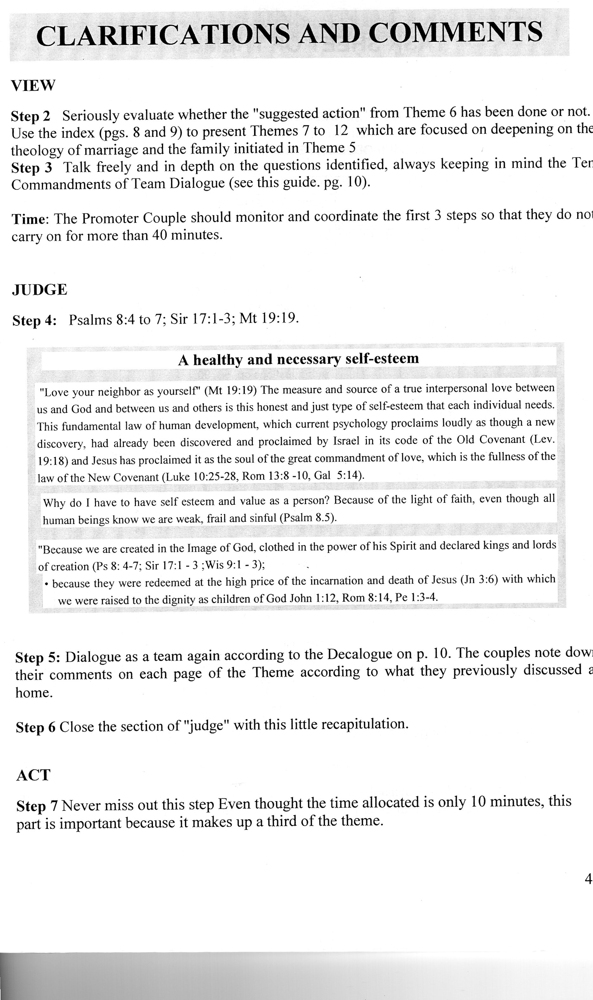 CLARIFICATIONS AND COMMENTS
VIEW
Step 2 Seriously evaluate whether the "suggested action" from Theme 6 has been done or not.
Use the index (pgs. 8 and 9) to present Themes 7 to 12 which are focused on deepening on the
theology of marriage and the family initiated in Theme 5
Step 3 Talk freely and in depth on the questions identified, always keeping in mind the Ten
Commandments of Team Dialogue (see this guide. pg. 10).
Time: The Promoter Couple should monitor and coordinate the first 3 steps so that they do not
carry on for more than 40 minutes.
JUDGE
Step 4: Psalms 8:4 to 7; Sir 17:1-3; Mt 19:19.
A healthy and necessary self-esteem
"Love your neighbor as yourself" (Mt 19:19) The measure and source of a true interpersonal love between
us and God and between us and others is this honest and just type of self-esteem that each individual needs.
This fundamental law of human development, which current psychology proclaims loudly as though a new
discovery, had already been discovered and proclaimed by Israel in its code of the Old Covenant (Lev.
19:18) and Jesus has proclaimed it as the soul of the great commandment of love, which is the fullness of the
law of the New Covenant (Luke 10:25-28, Rom 13:8 -10, Gal 5:14).
Why do I have to have self esteem and value as a person? Because of the light of faith, even though all
human beings know we are weak, frail and sinful (Psalm 8.5).
"Because we are created in the Image of God, clothed in the power of his Spirit and declared kings and lords
of creation (Ps 8: 4-7; Sir 17:1 - 3 ;Wis 9:1 - 3);
• because they were redeemed at the high price of the incarnation and death of Jesus (Jn 3:6) with which
we were raised to the dignity as children of God John 1:12, Rom 8:14, Pe 1:3-4.
Step 5: Dialogue as a team again according to the Decalogue on p. 10. The couples note dow
their comments on each page of the Theme according to what they previously discussed a
home.
Step 6 Close the section of "judge" with this little recapitulation.
ACT
Step 7 Never miss out this step Even thought the time allocated is only 10 minutes, this
part is important because it makes up a third of the theme.
4